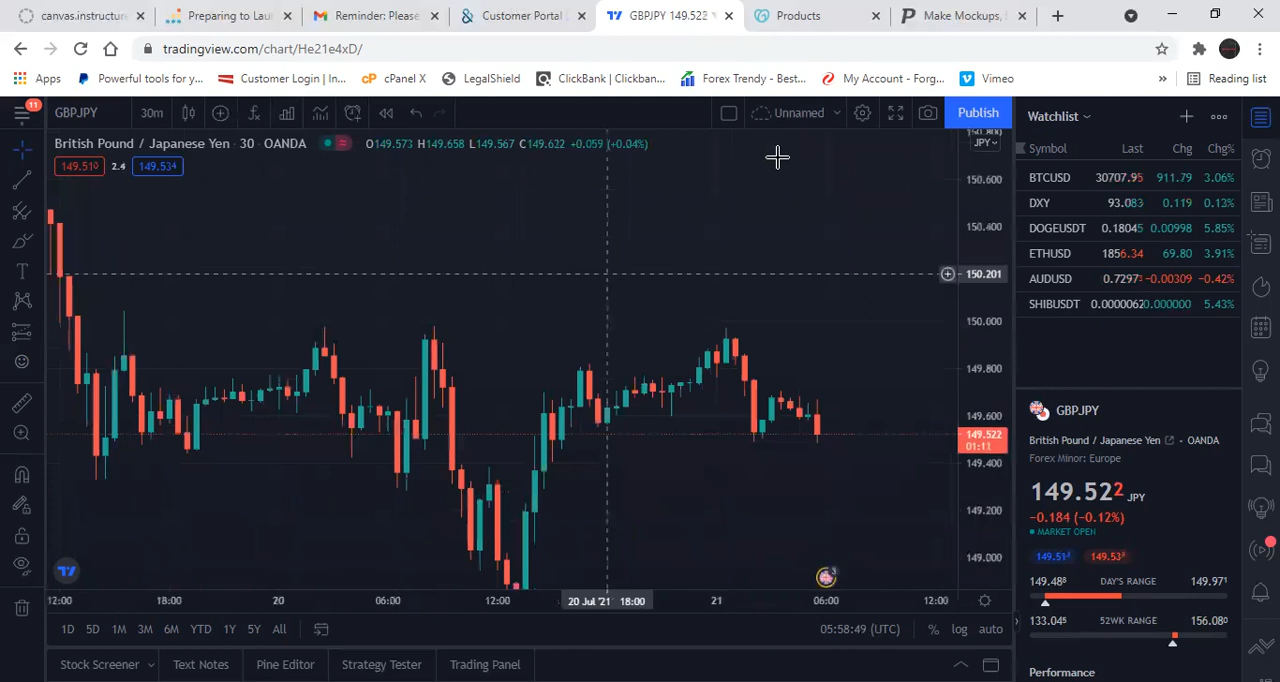 canvas.instructure
Preparing to Lau
Gmail Reminder: Please
Customer Portal
GBPJPY 149.522
Products
Make Mockups,
tradingview.com/chart/He21e4xD/
Apps
Powerful tools for y...
Customer Login | In...
cPanel X
LegalShield
ClickBank | Clickban...
Forex Trendy - Best...
My Account - Forg...
Vimeo
»
Reading list
11
GBPJPY
30m
Unnamed
Publish
Watchlist
British Pound / Japanese Yen · 30 · OANDA
O149.573 H149.658 L149.567 C149.622 +0.059 (+0.04%)
JPY
149.510
2.4
149.534
Symbol Last Chg Chg%
BTCUSD 30707.95 911.79 3.06%
DXY 93.083 0.119 0.13%
DOGEUSDT 0.18045 0.00998 5.85%
ETHUSD 1856.34 69.80 3.91%
AUDUSD 0.7297 -0.00309 -0.42%
SHIBUSDT 0.0000062 0.000000 5.43%
150.600
150.400
150.201
150.000
149.800
149.600
149.522
01:11
149.400
149.200
149.000
GBPJPY
British Pound / Japanese Yen · OANDA
Forex Minor: Europe
149.522 JPY
−0.184 (−0.12%)
MARKET OPEN
149.513
149.538
149.488 DAY'S RANGE 149.971
133.045 52WK RANGE 156.080
Performance
12:00 18:00 20 06:00 12:00 20 Jul '21 18:00 21 06:00 12:00
1D 5D 1M 3M 6M YTD 1Y 5Y All
05:58:49 (UTC)
% log auto
Stock Screener
Text Notes
Pine Editor
Strategy Tester
Trading Panel